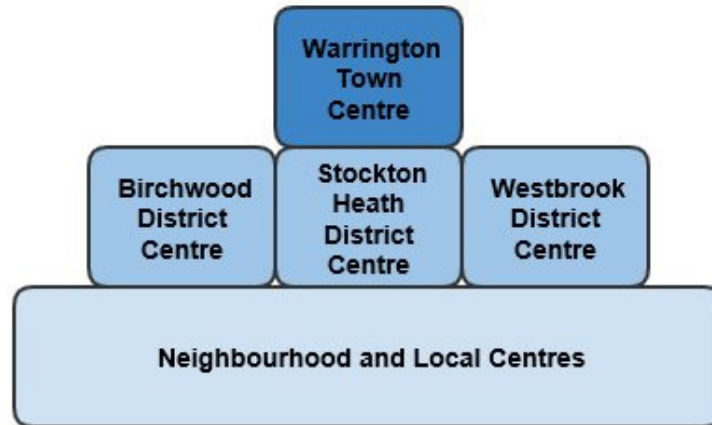 Warrington
Town
Centre
Birchwood
District
Centre
Stockton
Heath
District
Centre
Westbrook
District
Centre
Neighbourhood and Local Centres